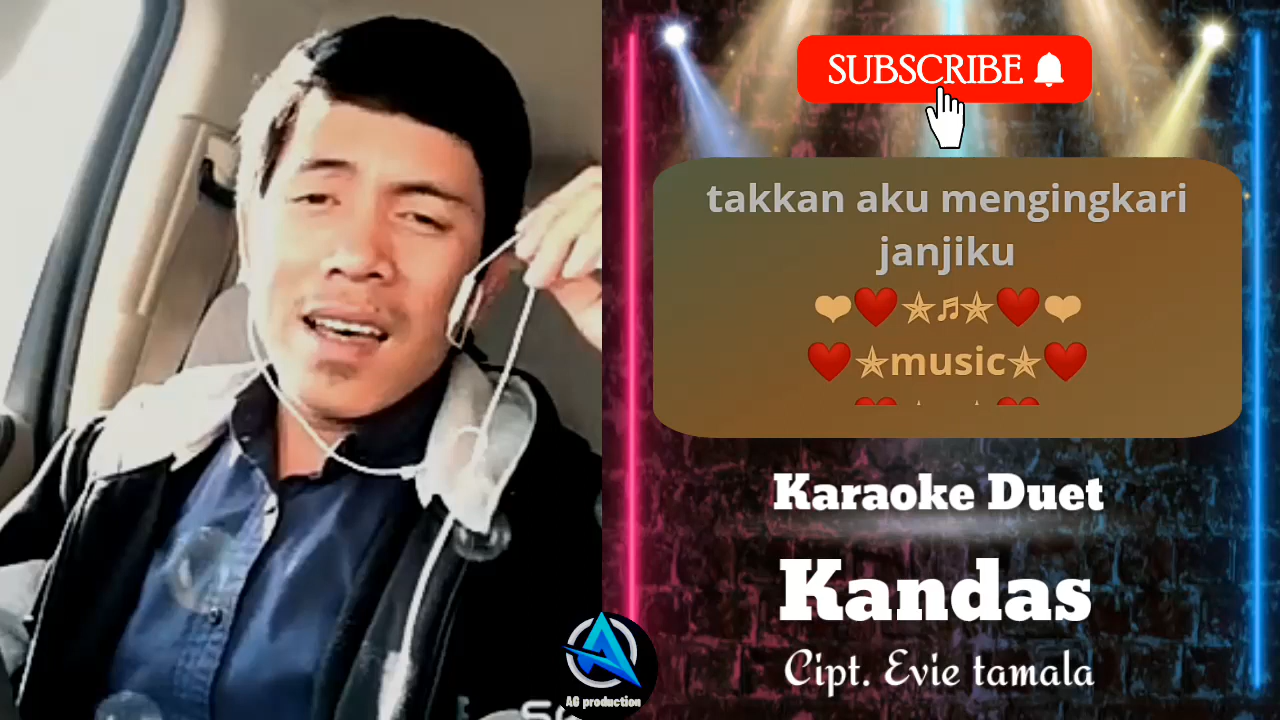 SUBSCRIBE
takkan aku mengingkari
janjiku
music
Karaoke Duet
Kandas
Cipt. Evie tamala
AG production